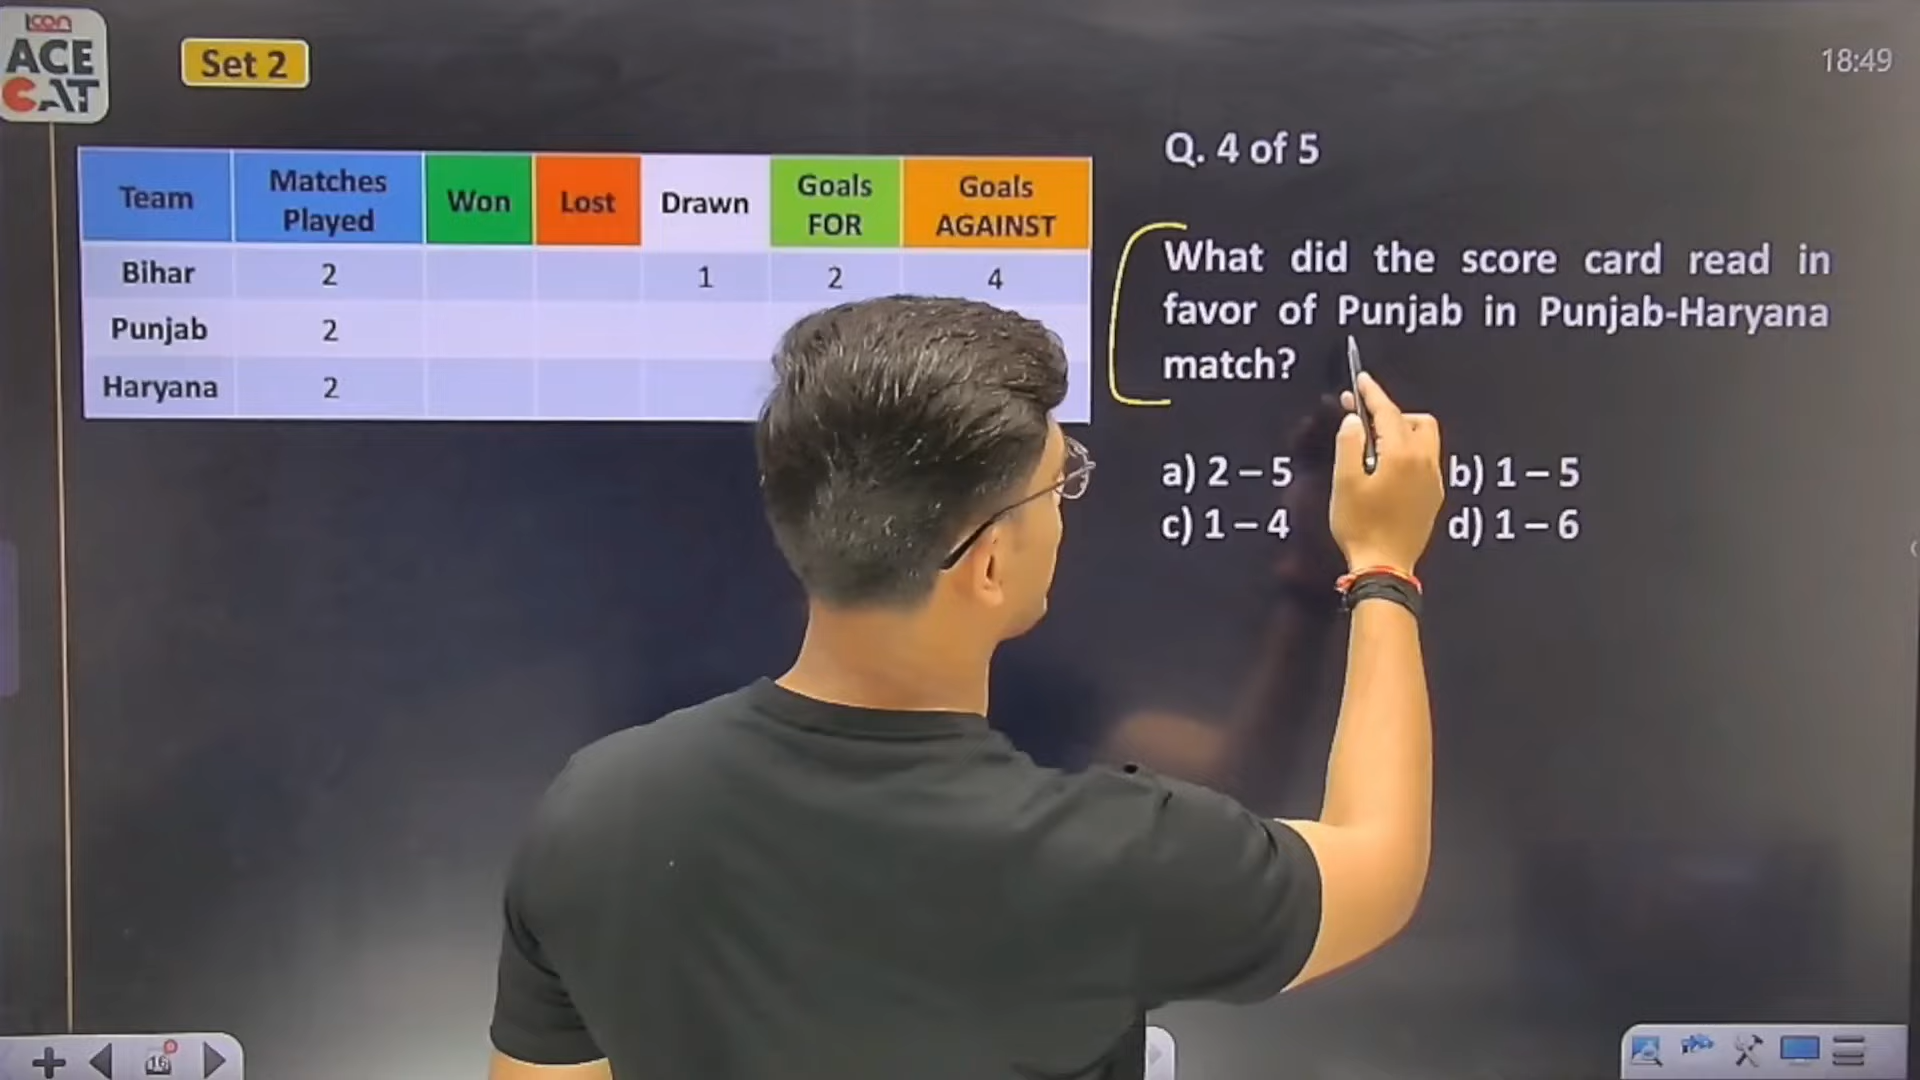 ıcon
ACE
CAT
Set 2
18:49
Team Matches Played Won Lost Drawn Goals FOR Goals AGAINST
Bihar 2 1 2 4
Punjab 2
Haryana 2
Q. 4 of 5
What did the score card read in
favor of Punjab in Punjab-Haryana
match?
a) 2 – 5 b) 1 – 5
c) 1 – 4 d) 1 – 6
16